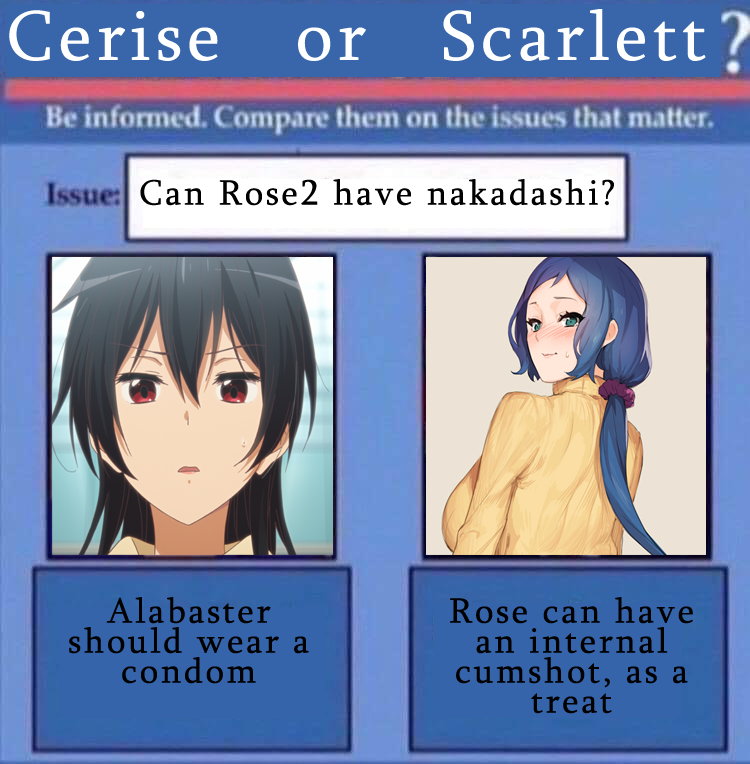 Cerise or Scarlett?
Be informed. Compare them on the issues that matter.
Issue: Can Rose2 have nakadashi?
Alabaster
should wear a
condom
Rose can have
an internal
cumshot, as a
treat